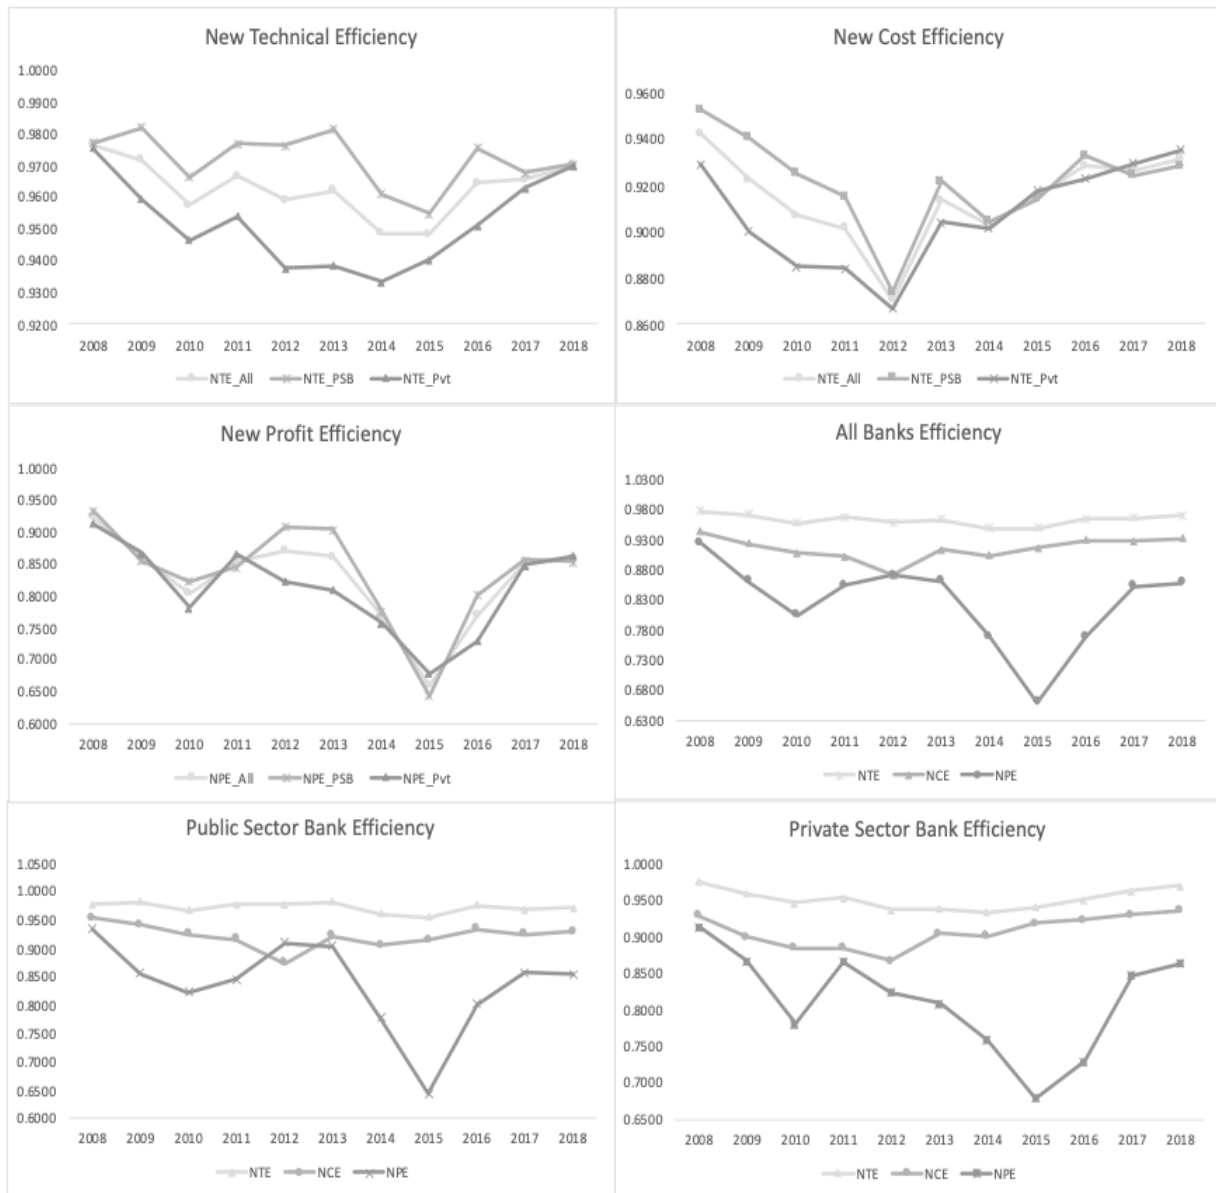 New Technical Efficiency
1.0000
0.9900
0.9800
0.9700
0.9600
0.9500
0.9400
0.9300
0.9200
2008 2009 2010 2011 2012 2013 2014 2015 2016 2017 2018
NTE_All NTE_PSB NTE_Pvt
New Cost Efficiency
0.9600
0.9400
0.9200
0.9000
0.8800
0.8600
2008 2009 2010 2011 2012 2013 2014 2015 2016 2017 2018
NTE_All NTE_PSB NTE_Pvt
New Profit Efficiency
1.0000
0.9500
0.9000
0.8500
0.8000
0.7500
0.7000
0.6500
0.6000
2008 2009 2010 2011 2012 2013 2014 2015 2016 2017 2018
NPE_All NPE_PSB NPE_Pvt
All Banks Efficiency
1.0300
0.9800
0.9300
0.8800
0.8300
0.7800
0.7300
0.6800
0.6300
2008 2009 2010 2011 2012 2013 2014 2015 2016 2017 2018
NTE NCE NPE
Public Sector Bank Efficiency
1.0500
1.0000
0.9500
0.9000
0.8500
0.8000
0.7500
0.7000
0.6500
0.6000
2008 2009 2010 2011 2012 2013 2014 2015 2016 2017 2018
NTE NCE NPE
Private Sector Bank Efficiency
1.0000
0.9500
0.9000
0.8500
0.8000
0.7500
0.7000
0.6500
2008 2009 2010 2011 2012 2013 2014 2015 2016 2017 2018
NTE NCE NPE